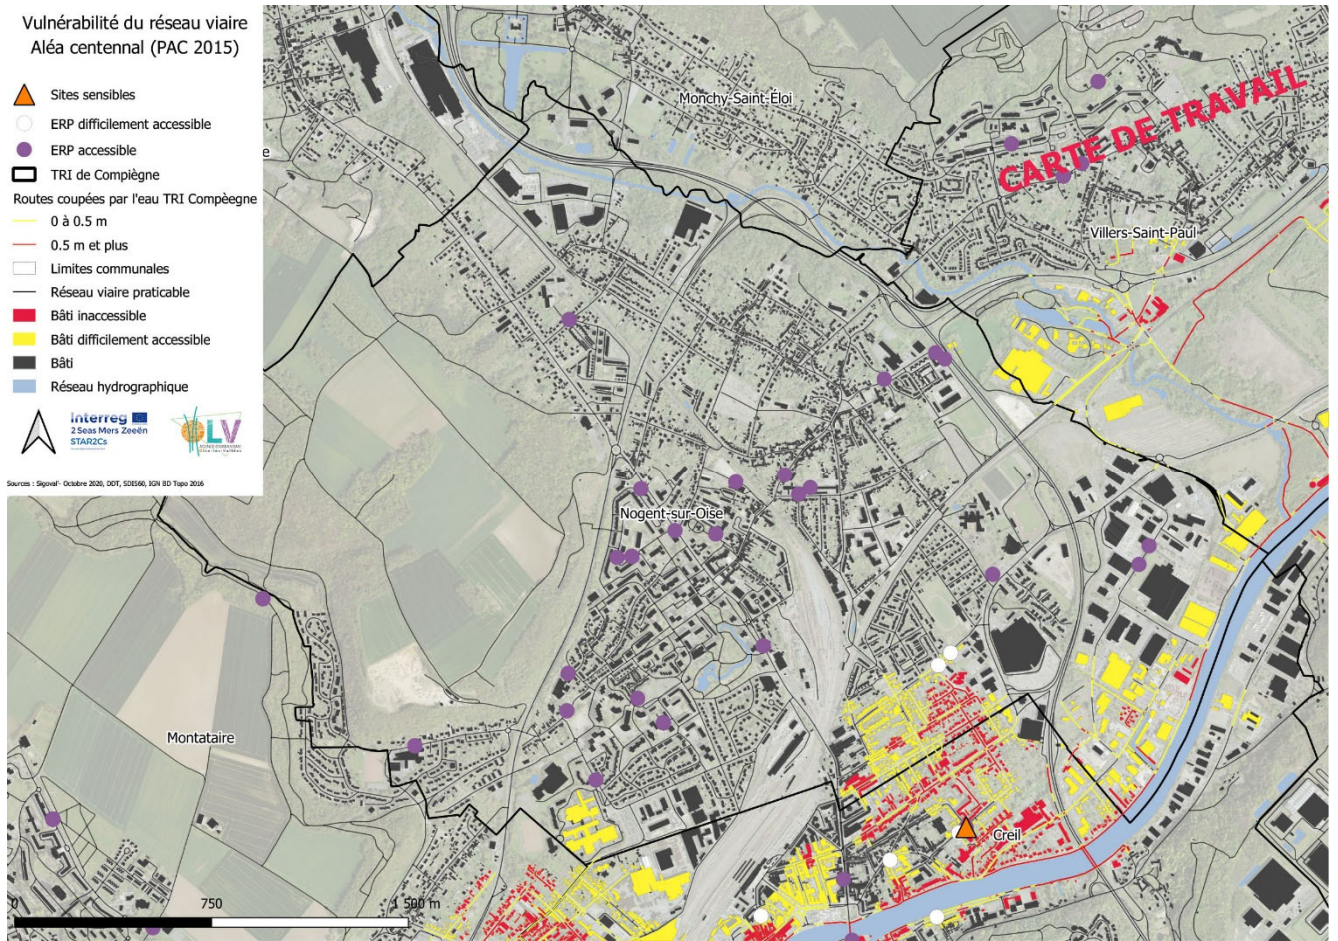 Vulnérabilité du réseau viaire
Aléa centennal (PAC 2015)
Sites sensibles
ERP difficilement accessible
ERP accessible
TRI de Compiègne
Routes coupées par l'eau TRI Compèegne
0 à 0.5 m
0.5 m et plus
Limites communales
Réseau viaire praticable
Bâti inaccessible
Bâti difficilement accessible
Bâti
Réseau hydrographique
Interreg
2 Seas Mers Zeeën
STAR2Cs
OLV
Sources : Sigoval'- Octobre 2020, DDT, SDIS60, IGN BD Topo 2016
Monchy-Saint-Éloi
CARTE DE TRAVAIL
e
Villers-Saint-Paul
Nogent-sur-Oise
Montataire
Creil
0
750
1 500 m